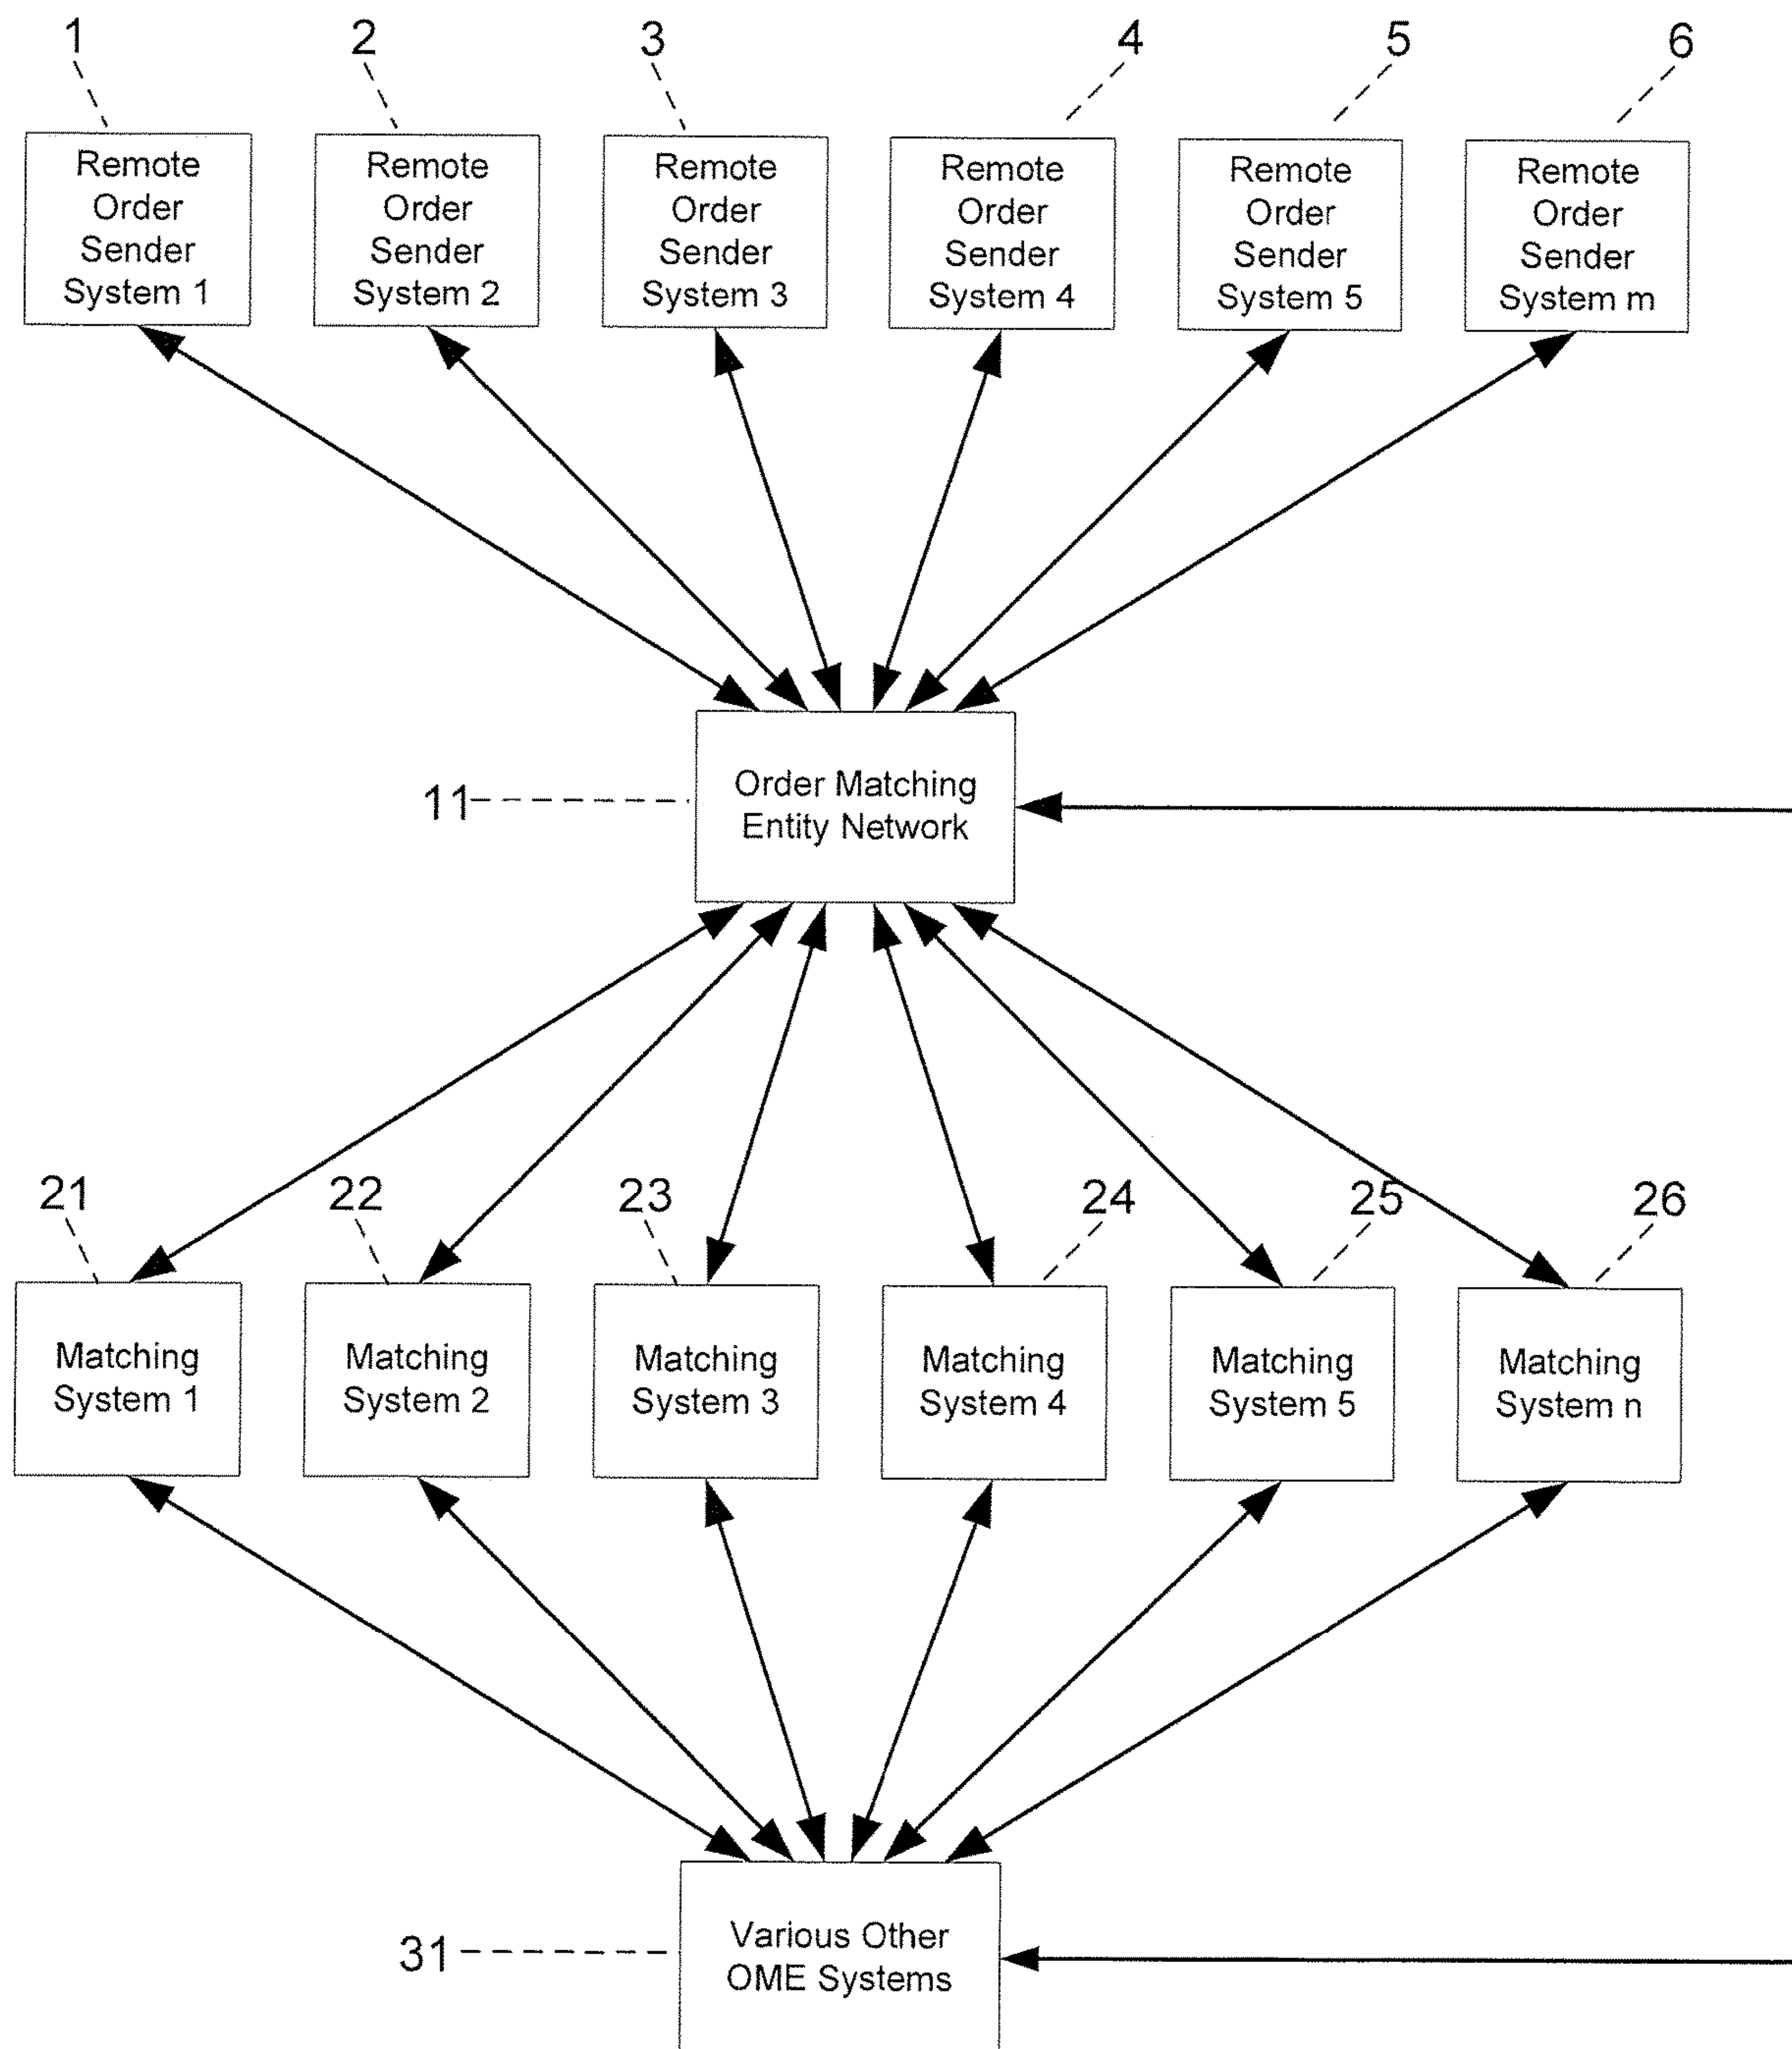 1
2
3
4
5
6
Remote
Order
Sender
System 1
Remote
Order
Sender
System 2
Remote
Order
Sender
System 3
Remote
Order
Sender
System 4
Remote
Order
Sender
System 5
Remote
Order
Sender
System m
11
Order Matching
Entity Network
21
22
23
24
25
26
Matching
System 1
Matching
System 2
Matching
System 3
Matching
System 4
Matching
System 5
Matching
System n
31
Various Other
OME Systems